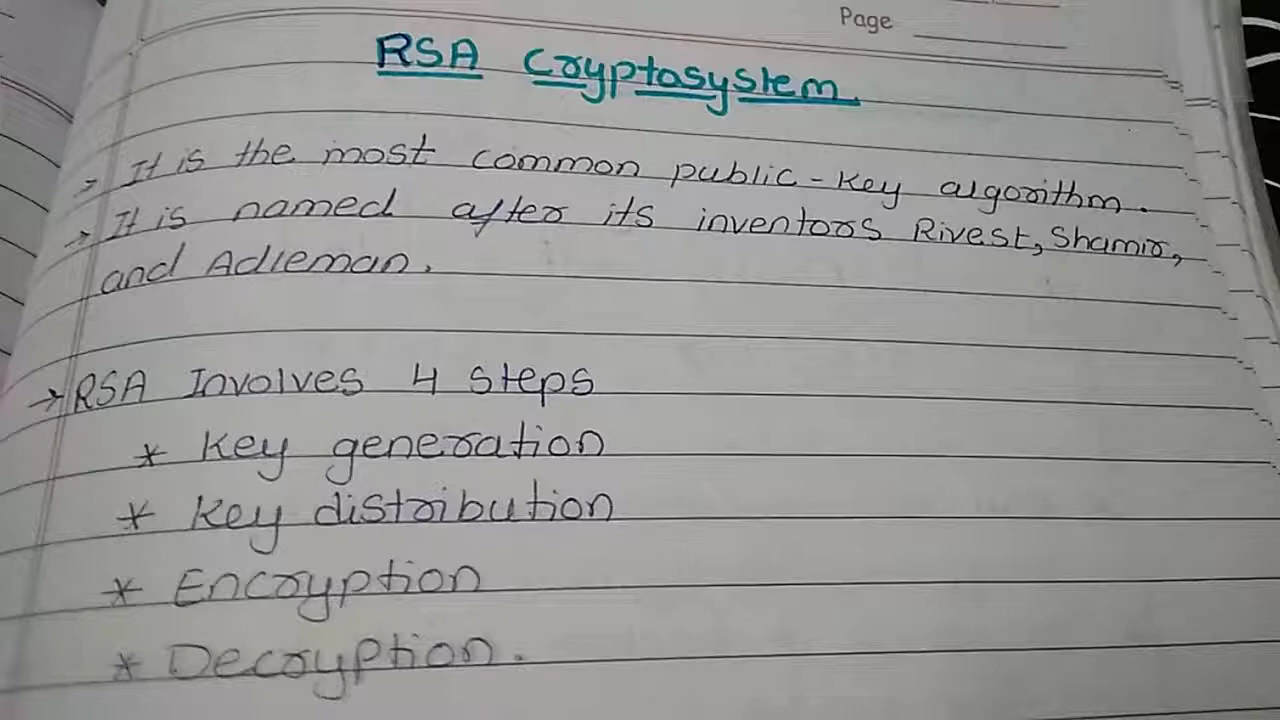 Page
RSA Cryptosystem.
→ It is the most common public-key algorithm.
→ It is named after its inventors Rivest, Shamir,
and Adleman.
→ RSA Involves 4 steps
* Key generation
* Key distribution
* Encryption
* Decryption.